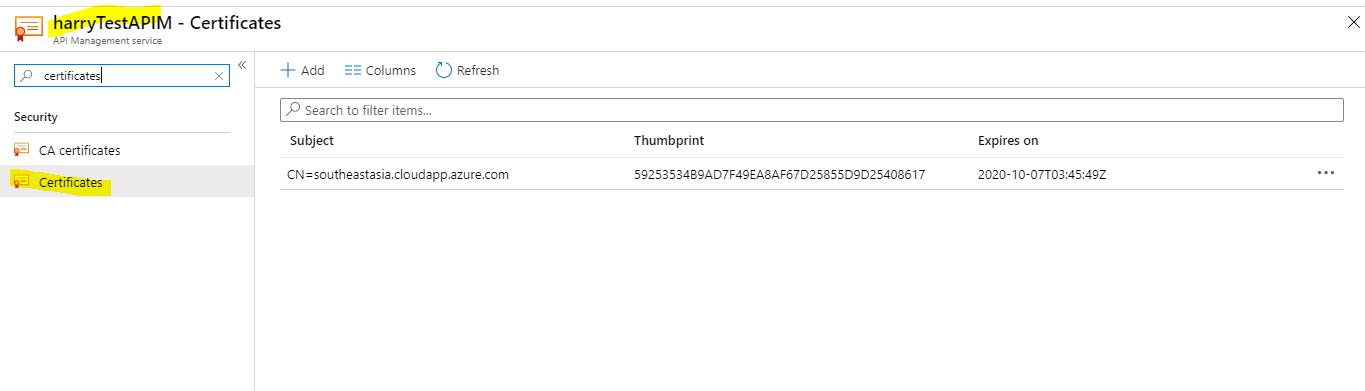 harryTestAPIM - Certificates
API Management service
certificates
Security
CA certificates
Certificates
Add Columns Refresh
Search to filter items...
Subject Thumbprint Expires on
CN=southeastasia.cloudapp.azure.com 59253534B9AD7F49EA8AF67D25855D9D25408617 2020-10-07T03:45:49Z